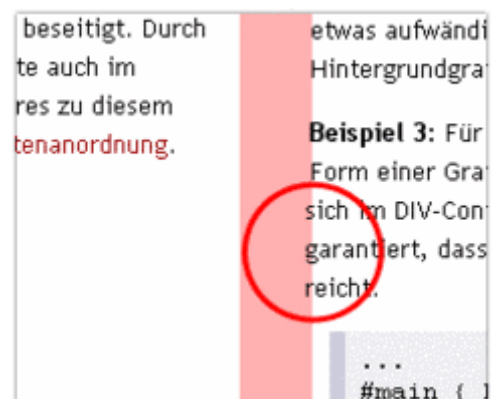 beseitigt. Durch
te auch im
res zu diesem
tenanordnung.
etwas aufwändi
Hintergrundgra
Beispiel 3: Für
Form einer Gra
sich im DIV-Con
garantiert, dass
reicht.
...
#main {